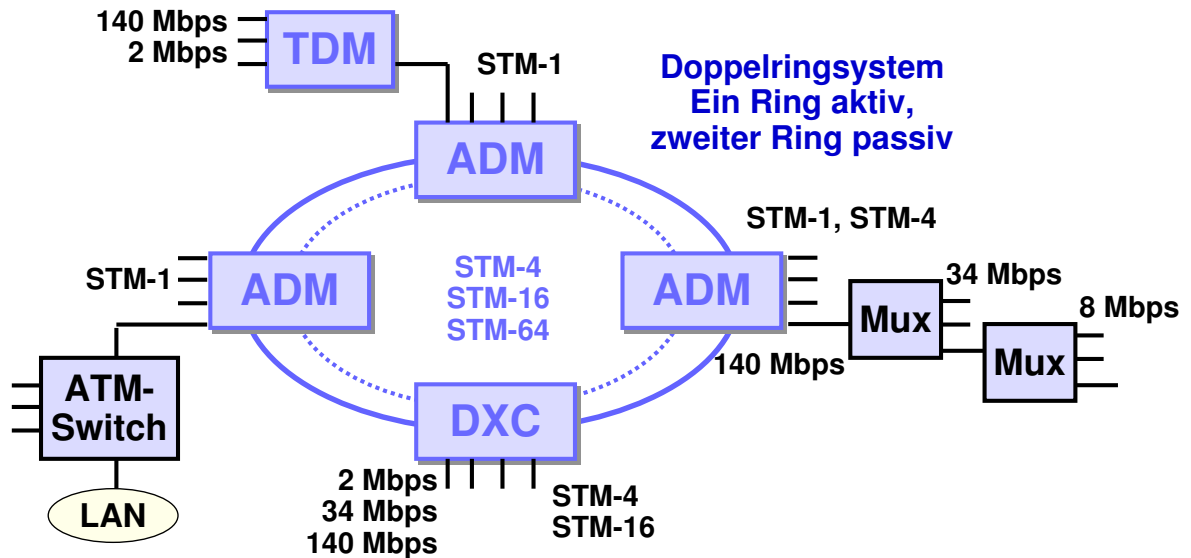 140 Mbps
2 Mbps
TDM
STM-1
Doppelringsystem
Ein Ring aktiv,
zweiter Ring passiv
ADM
STM-1, STM-4
STM-1
ADM
STM-4
STM-16
STM-64
ADM
34 Mbps
Mux
8 Mbps
Mux
140 Mbps
ATM-
Switch
DXC
2 Mbps
34 Mbps
140 Mbps
STM-4
STM-16
LAN